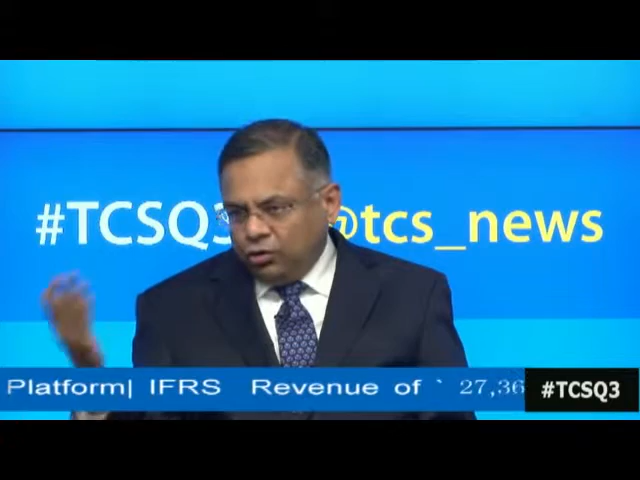 #TCSQ3 @tcs_news
Platform| IFRS Revenue of ` 27,36
#TCSQ3